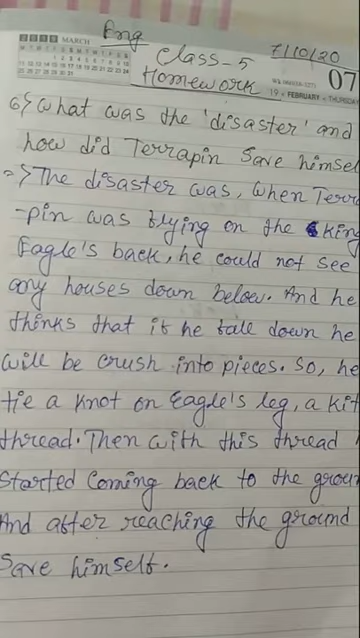 MARCH
Eng
7/10/20
Class-5
Homework
07
19 • FEBRUARY • THURSD
6) What was the 'disaster' and
how did Terrapin Save himsel
=> The disaster was, when Terr
-pin was flying on the King
Eagle's back, he could not see
any houses down below. And he
thinks that if he fall down he
will be crush into pieces. So, he
tie a knot on Eagle's leg, a kit
thread. Then with this thread
Started Coming back to the groun
And after reaching the ground
Save himself.